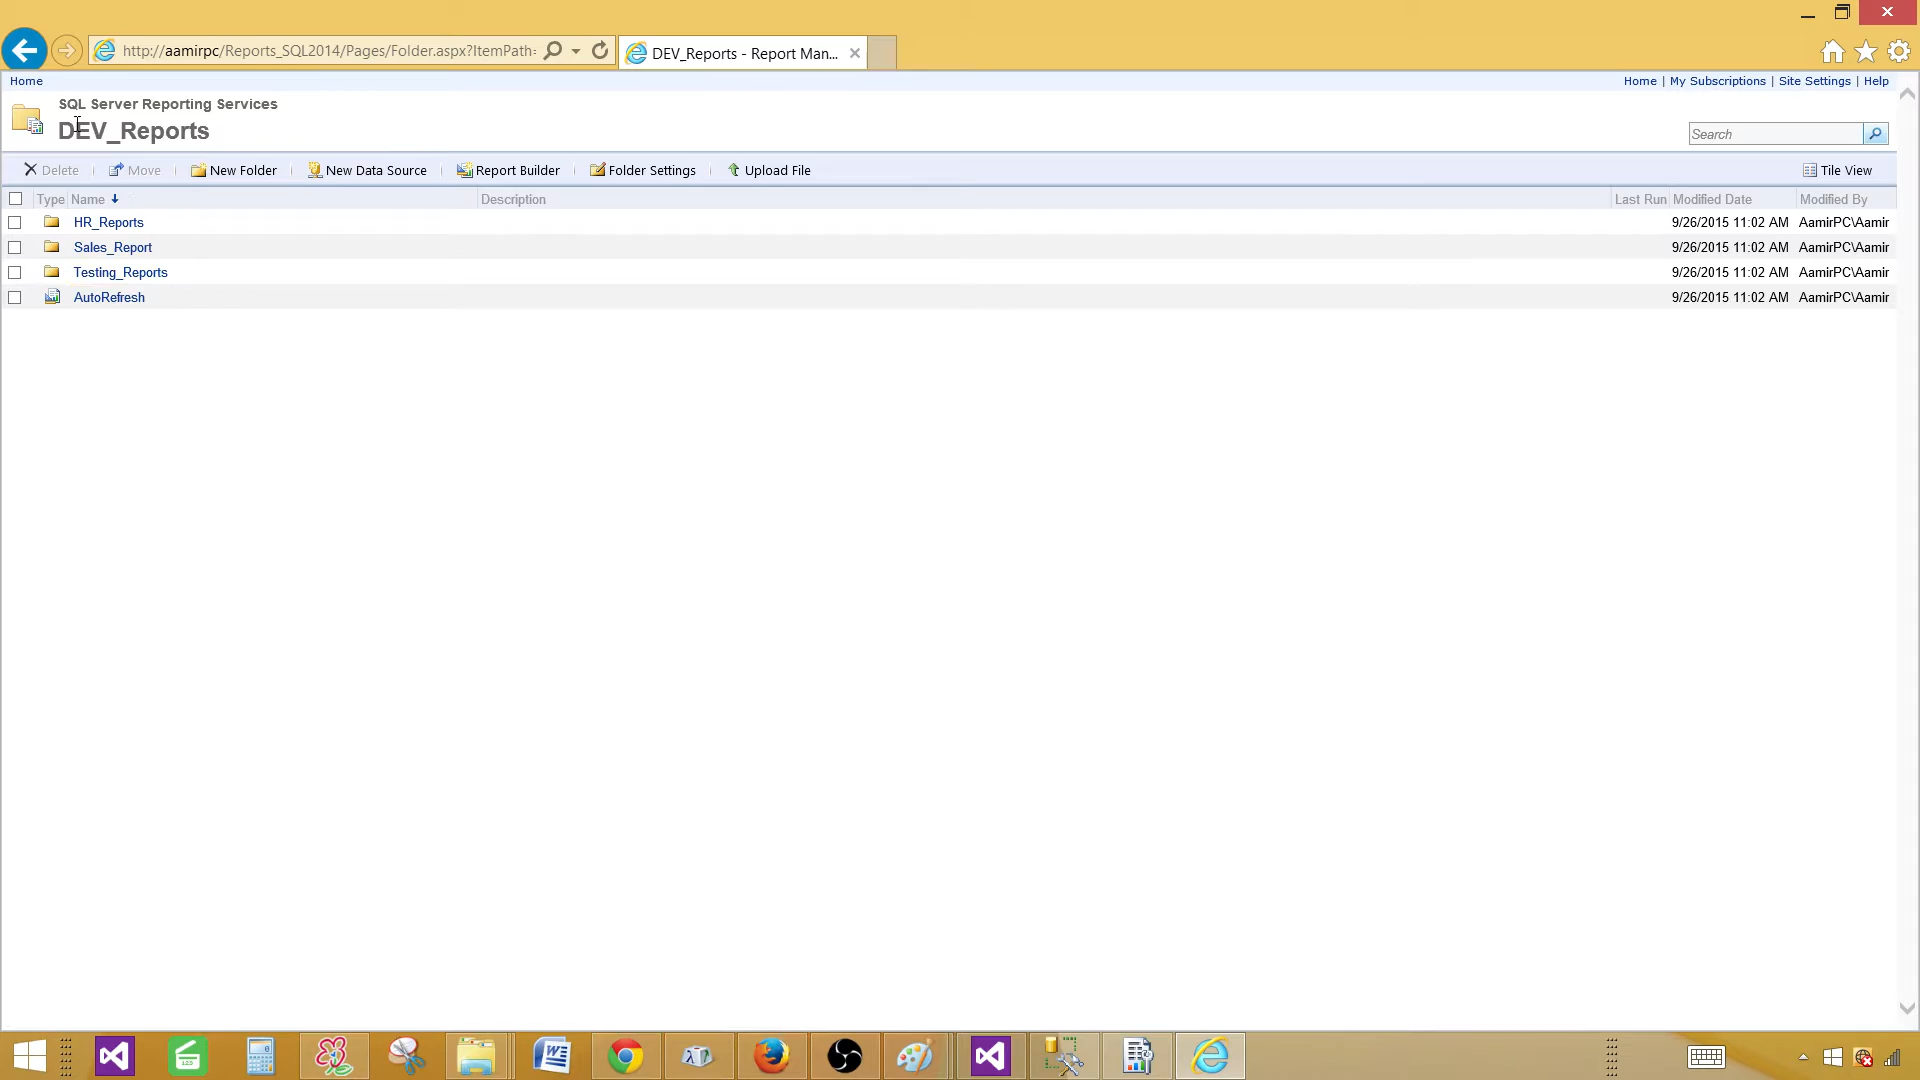 http://aamirpc/Reports_SQL2014/Pages/Folder.aspx?ItemPath=
DEV_Reports - Report Man...
Home
Home | My Subscriptions | Site Settings | Help
SQL Server Reporting Services
DEV_Reports
Search
Delete | Move | New Folder | New Data Source | Report Builder | Folder Settings | Upload File
Tile View
Type Name Description Last Run Modified Date Modified By
HR_Reports 9/26/2015 11:02 AM AamirPC\Aamir
Sales_Report 9/26/2015 11:02 AM AamirPC\Aamir
Testing_Reports 9/26/2015 11:02 AM AamirPC\Aamir
AutoRefresh 9/26/2015 11:02 AM AamirPC\Aamir
123